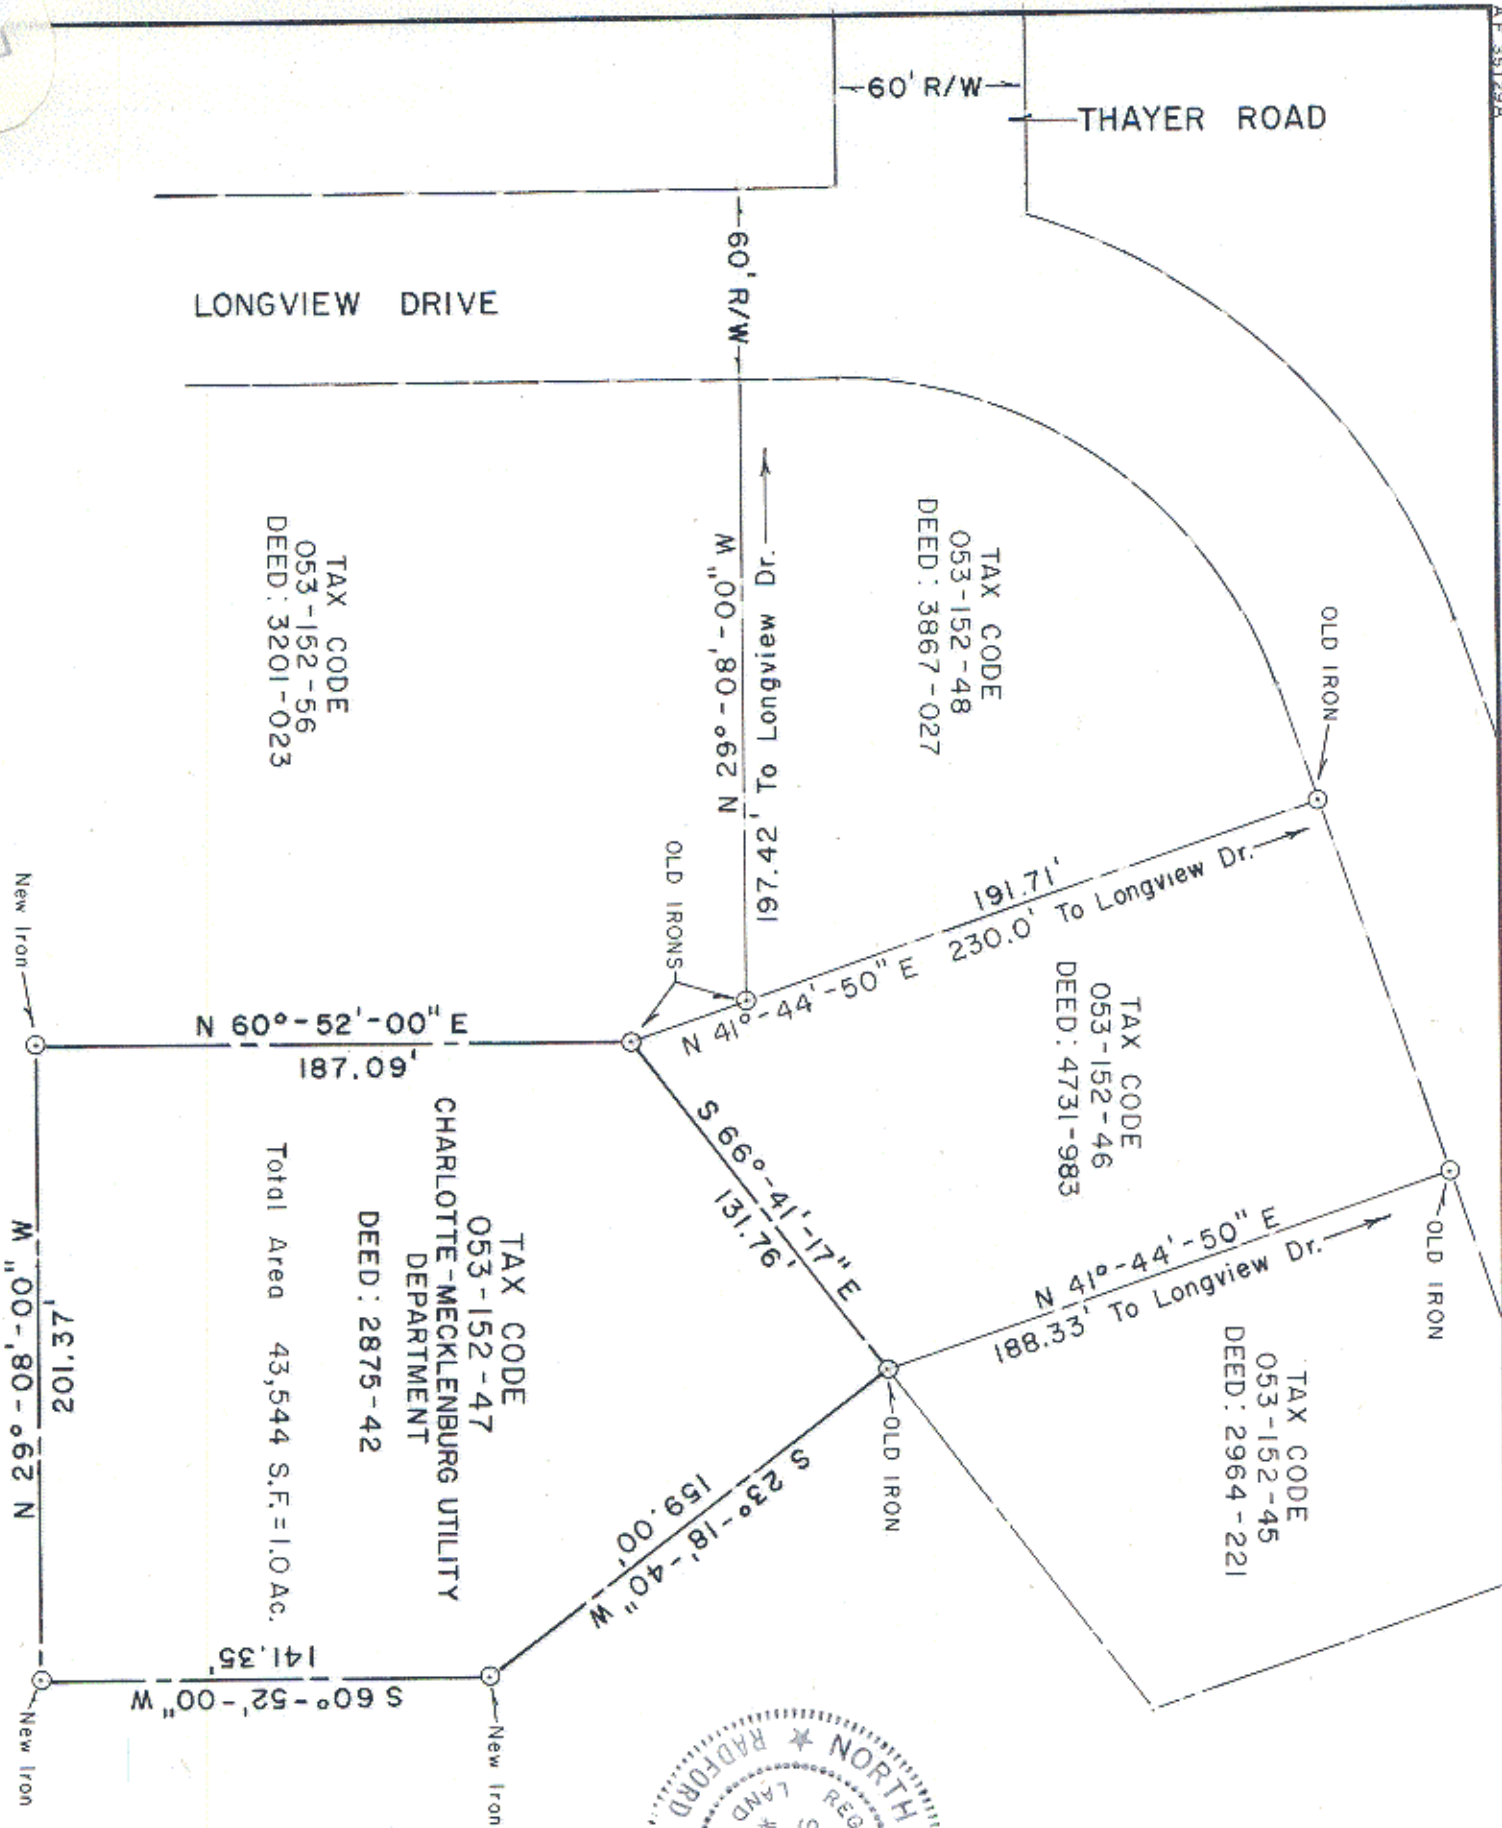 60' R/W
THAYER ROAD
60' R/W
LONGVIEW DRIVE
TAX CODE
053-152-56
DEED: 3201-023
197.42' To Longview Dr.
N 29°-08'-00" W
TAX CODE
053-152-48
DEED: 3867-027
OLD IRON
191.71'
N 41°-44'-50" E 230.0' To Longview Dr.
OLD IRONS
TAX CODE
053-152-46
DEED: 4731-983
N 41°-44'-50" E
188.33' To Longview Dr.
OLD IRON
TAX CODE
053-152-45
DEED: 2964-221
OLD IRON
New Iron
N 60°-52'-00" E
187.09'
S 66°-41'-17" E
131.76'
TAX CODE
053-152-47
CHARLOTTE-MECKLENBURG UTILITY
DEPARTMENT
DEED: 2875-42
Total Area 43,544 S.F. = 1.0 Ac.
S 23°-18'-40" W
159.00'
141.35'
S 60°-52'-00" W
201.37'
N 29°-08'-00" W
New Iron
New Iron
NORTH
RADFORD
REG
LAND